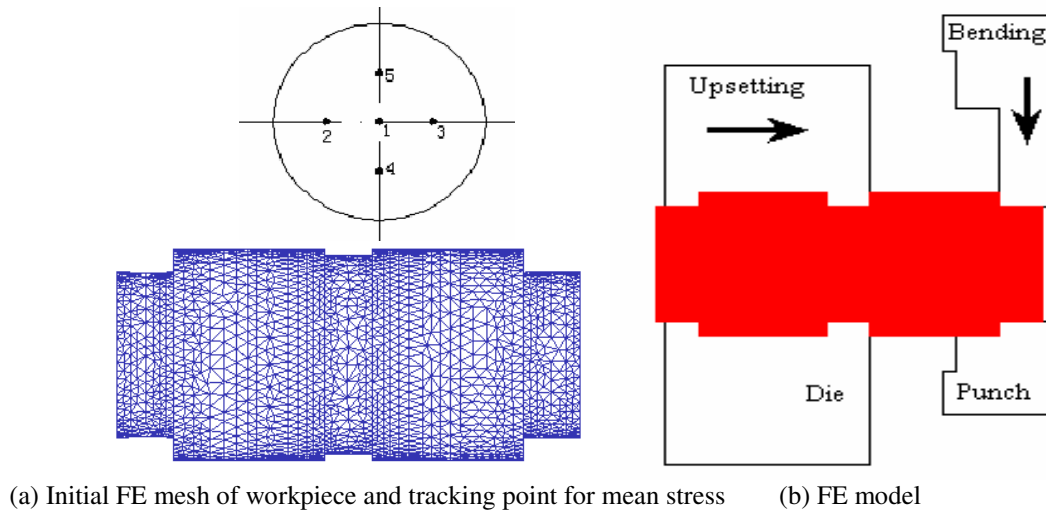 5
2
1
3
4
Bending
Upsetting
Die
Punch
(a) Initial FE mesh of workpiece and tracking point for mean stress
(b) FE model